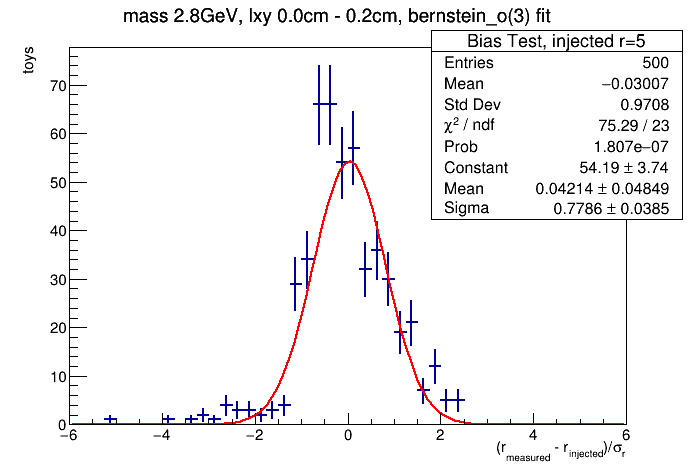 mass 2.8GeV, lxy 0.0cm - 0.2cm, bernstein_o(3) fit
Bias Test, injected r=5
Entries 500
Mean −0.03007
Std Dev 0.9708
χ² / ndf 75.29 / 23
Prob 1.807e−07
Constant 54.19 ± 3.74
Mean 0.04214 ± 0.04849
Sigma 0.7786 ± 0.0385
toys
70
60
50
40
30
20
10
0
−6 −4 −2 0 2 4 6
(r_measured - r_injected)/σ_r